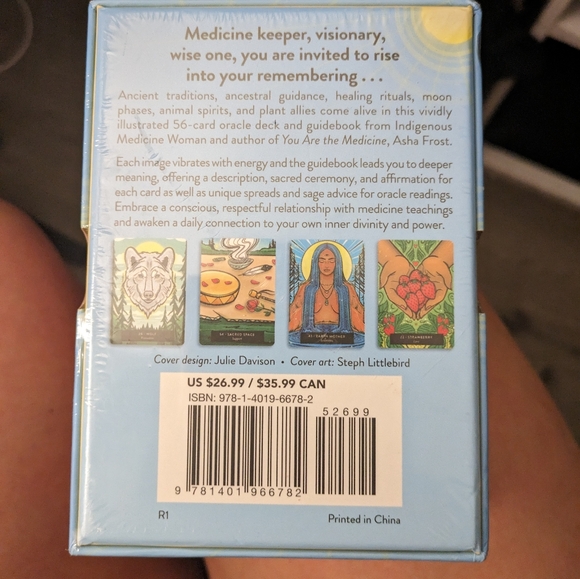 Medicine keeper, visionary,
wise one, you are invited to rise
into your remembering . . .
Ancient traditions, ancestral guidance, healing rituals, moon
phases, animal spirits, and plant allies come alive in this vividly
illustrated 56-card oracle deck and guidebook from Indigenous
Medicine Woman and author of You Are the Medicine, Asha Frost.
Each image vibrates with energy and the guidebook leads you to deeper
meaning, offering a description, sacred ceremony, and affirmation for
each card as well as unique spreads and sage advice for oracle readings.
Embrace a conscious, respectful relationship with medicine teachings
and awaken a daily connection to your own inner divinity and power.
WOLF
SACRED SPACE
EARTH MOTHER
STRAWBERRY
Cover design: Julie Davison • Cover art: Steph Littlebird
US $26.99 / $35.99 CAN
ISBN: 978-1-4019-6678-2
52699
9 781401 966782
R1
Printed in China